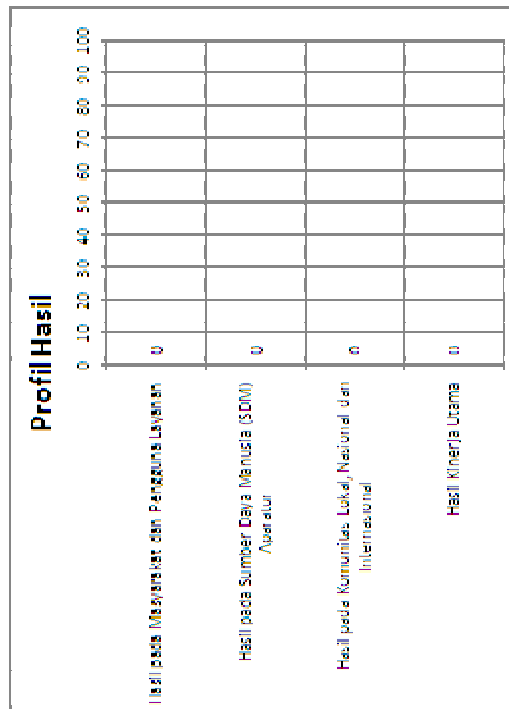 Profil Hasil
0 10 20 30 40 50 60 70 80 90 100
Hasil pada Masyarakat dan Pengguna Layanan
0
Hasil pada Sumber Daya Manusia (SDM)
Aparatur
0
Hasil pada Komunitas Lokal, Nasional dan
Internasional
0
Hasil Kinerja Utama
0